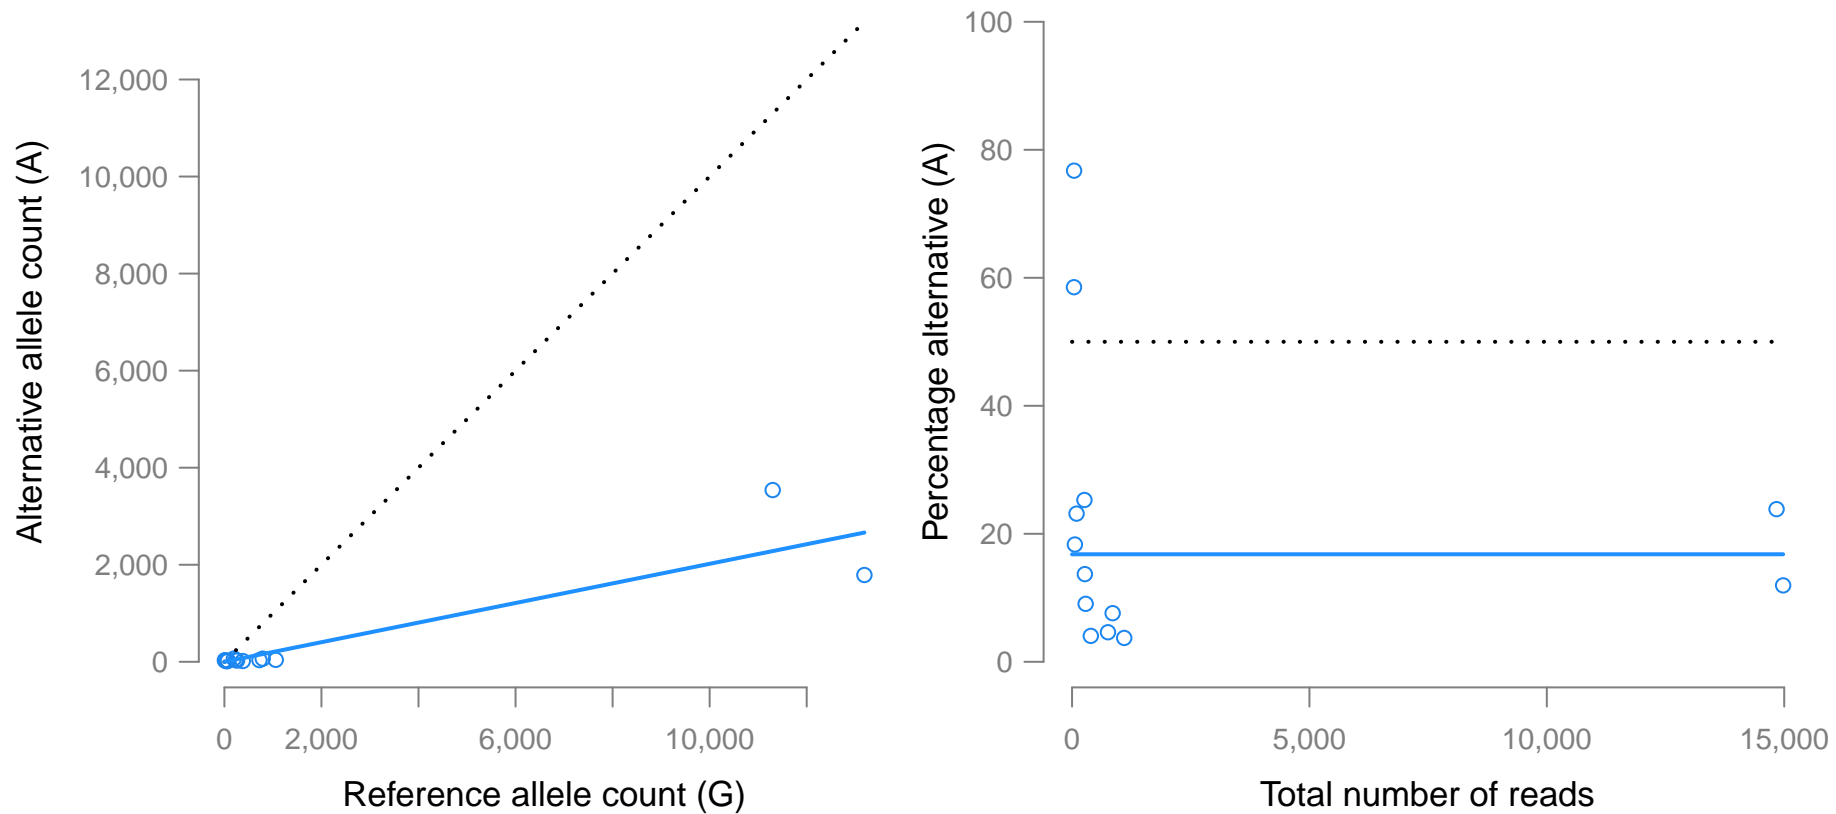 Alternative allele count (A)
12,000
10,000
8,000
6,000
4,000
2,000
0
0 2,000 6,000 10,000
Reference allele count (G)
Percentage alternative (A)
100
80
60
40
20
0
0 5,000 10,000 15,000
Total number of reads